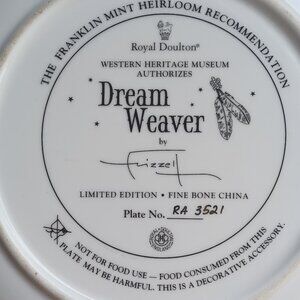 THE FRANKLIN MINT HEIRLOOM RECOMMENDATION
Royal Doulton®
WESTERN HERITAGE MUSEUM
AUTHORIZES
Dream
Weaver
by
Frizzell
LIMITED EDITION • FINE BONE CHINA
Plate No. RA 3521
NOT FOR FOOD USE — FOOD CONSUMED FROM THIS
PLATE MAY BE HARMFUL. THIS IS A DECORATIVE ACCESSORY.